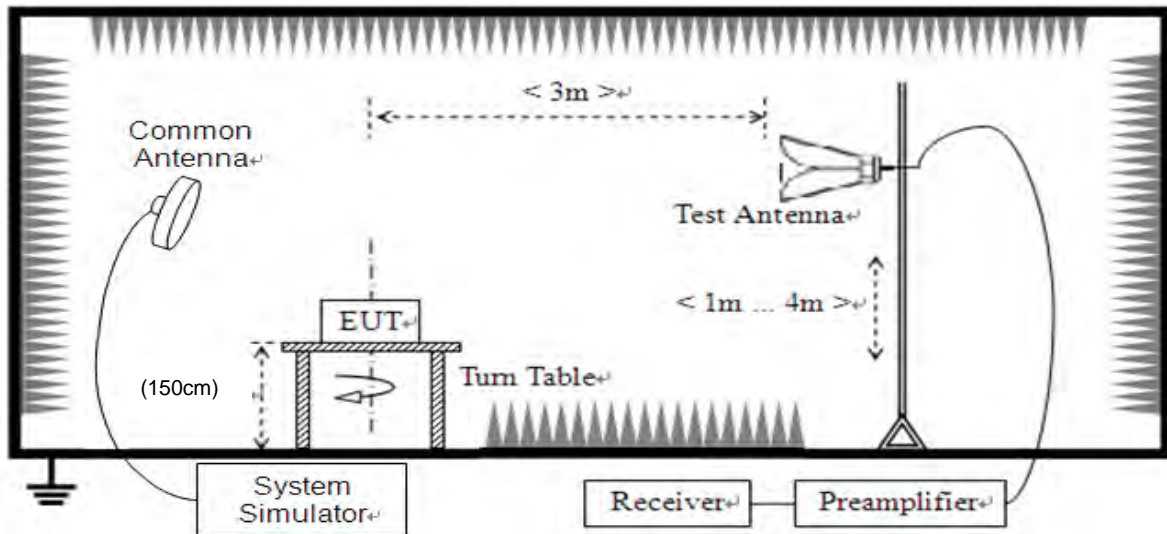 < 3m >↵
Common
Antenna↵
Test Antenna↵
< 1m ... 4m >↵
EUT↵
(150cm)
Turn Table↵
System
Simulator↵
Receiver↵
Preamplifier↵